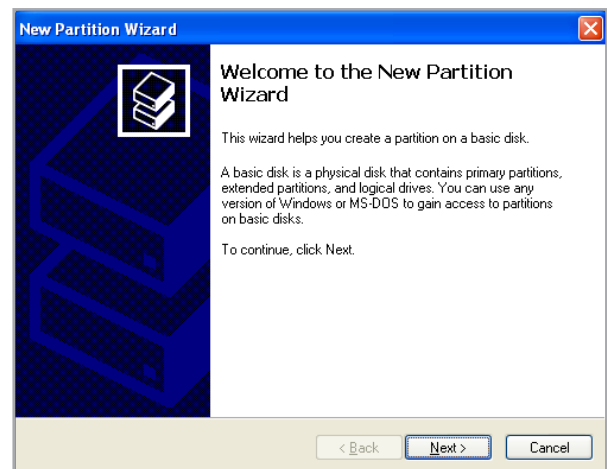 New Partition Wizard
Welcome to the New Partition
Wizard
This wizard helps you create a partition on a basic disk.
A basic disk is a physical disk that contains primary partitions,
extended partitions, and logical drives. You can use any
version of Windows or MS-DOS to gain access to partitions
on basic disks.
To continue, click Next.
< Back
Next >
Cancel